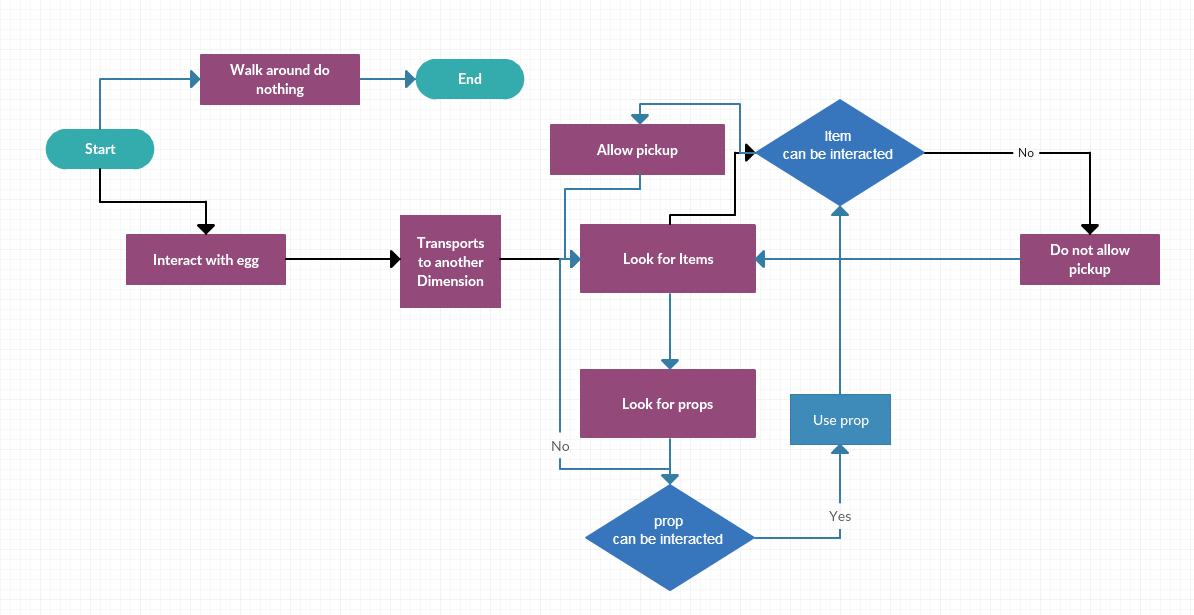 Walk around do
nothing
End
Start
Allow pickup
Item
can be interacted
No
Interact with egg
Transports
to another
Dimension
Look for Items
Do not allow
pickup
Look for props
Use prop
No
prop
can be interacted
Yes